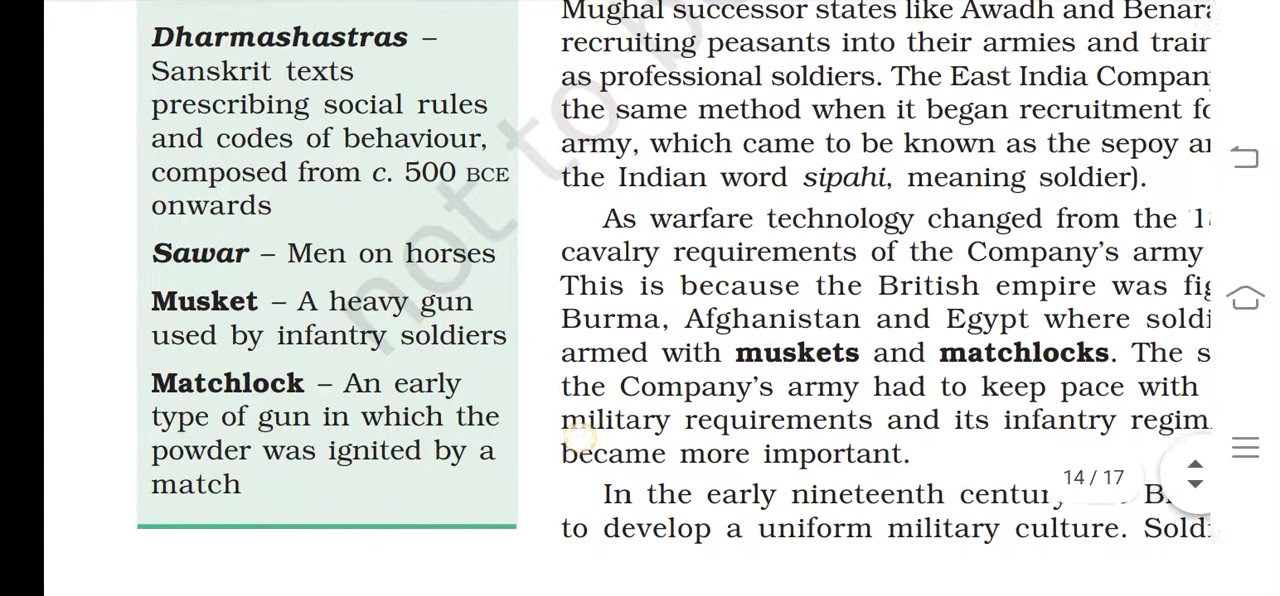 Dharmashastras –
Sanskrit texts
prescribing social rules
and codes of behaviour,
composed from c. 500 BCE
onwards
Sawar – Men on horses
Musket – A heavy gun
used by infantry soldiers
Matchlock – An early
type of gun in which the
powder was ignited by a
match
Mughal successor states like Awadh and
recruiting peasants into their armies and
as professional soldiers. The East India
the same method when it began recruitment
army, which came to be known as the sepoy
the Indian word sipahi, meaning soldier).
As warfare technology changed from the
cavalry requirements of the Company's army
This is because the British empire was
Burma, Afghanistan and Egypt where
armed with muskets and matchlocks. The
the Company's army had to keep pace with
military requirements and its infantry
became more important.
In the early nineteenth
to develop a uniform military culture.
not to
14 / 17